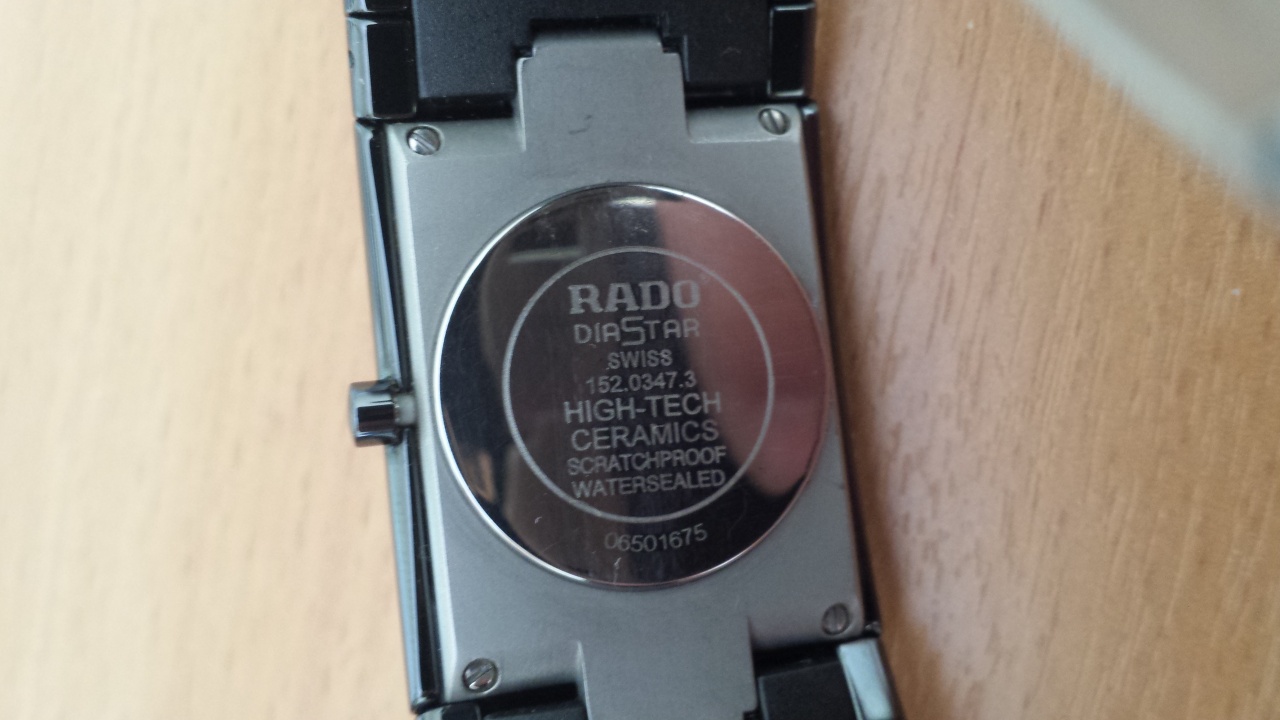 RADO
DIASTAR
SWISS
152.0347.3
HIGH-TECH
CERAMICS
SCRATCHPROOF
WATERSEALED
06501675